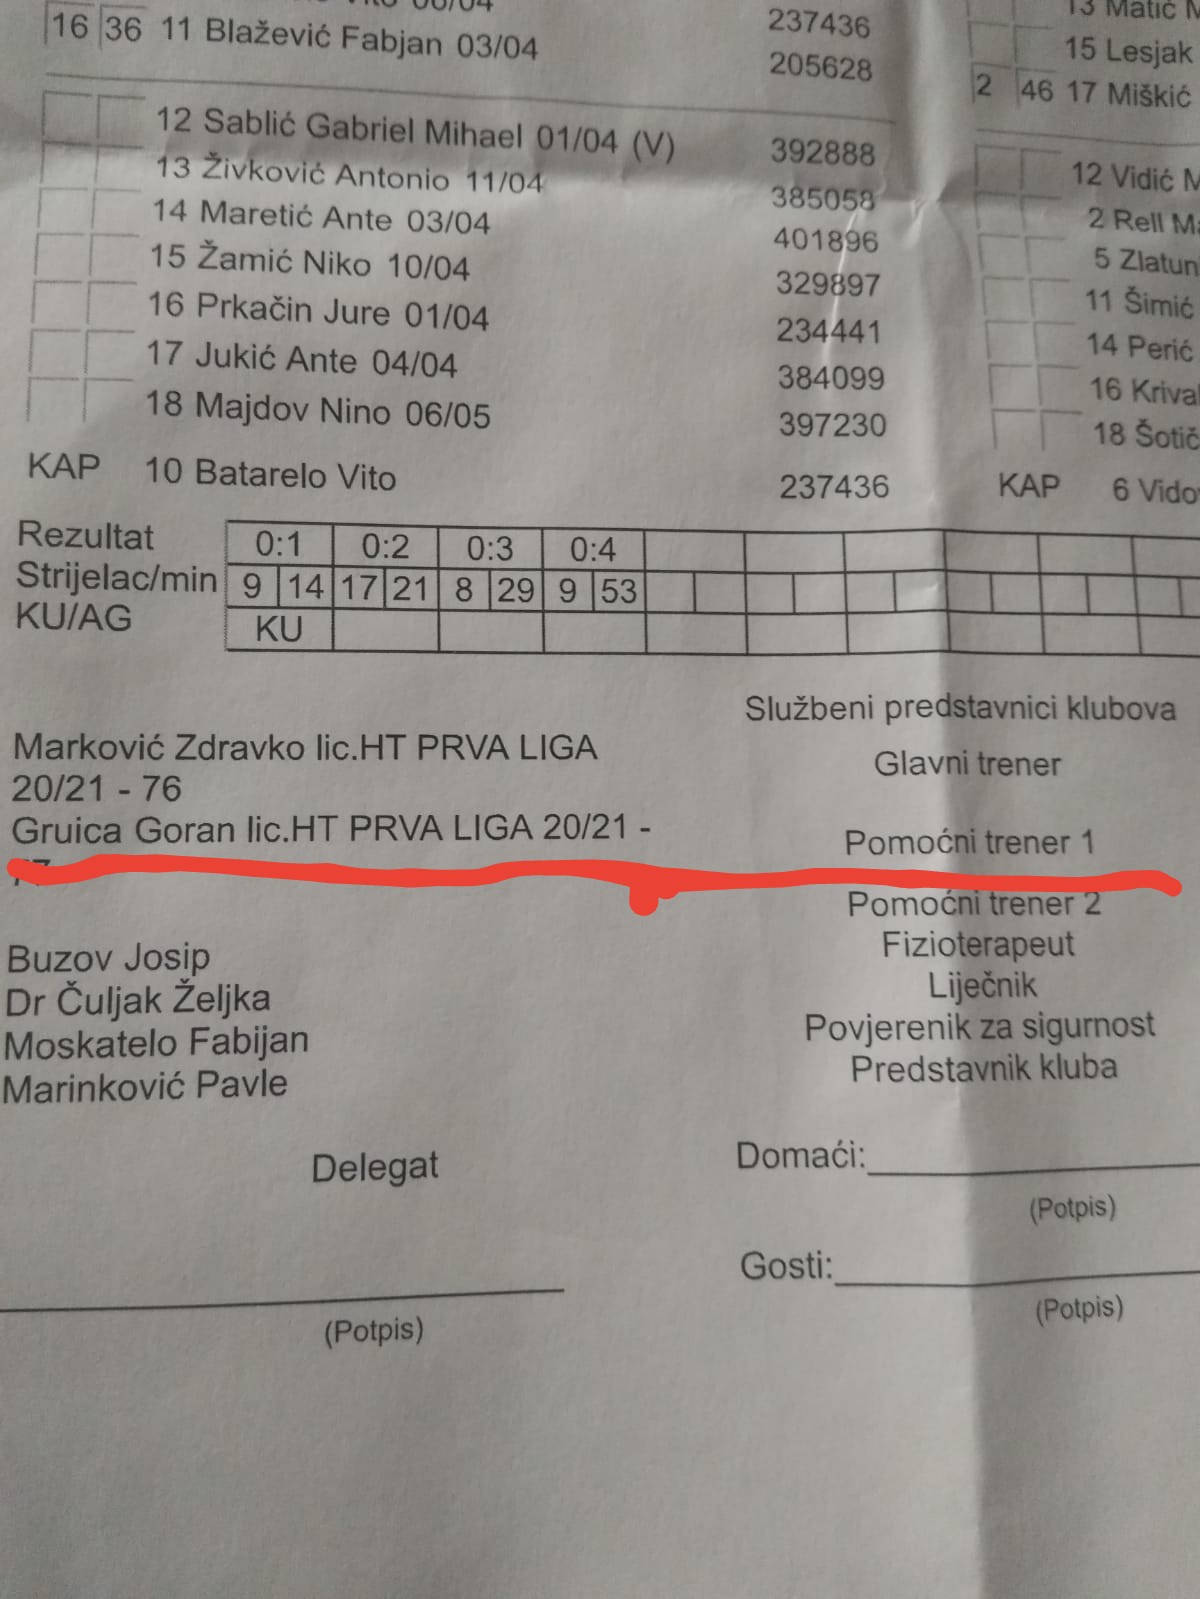 16 36 11 Blažević Fabjan 03/04 205628
237436
13 Matić
15 Lesjak
2 46 17 Miškić
12 Sablić Gabriel Mihael 01/04 (V) 392888
13 Živković Antonio 11/04 385058
14 Maretić Ante 03/04 401896
15 Žamić Niko 10/04 329897
16 Prkačin Jure 01/04 234441
17 Jukić Ante 04/04 384099
18 Majdov Nino 06/05 397230
12 Vidić
2 Rell
5
11 Šimić
14 Perić
16
18
KAP 10 Batarelo Vito 237436 KAP 6
Rezultat 0:1 0:2 0:3 0:4
Strijelac/min 9 14 17 21 8 29 9 53
KU/AG KU
Službeni predstavnici klubova
Marković Zdravko lic.HT PRVA LIGA Glavni trener
20/21 - 76
Gruica Goran lic.HT PRVA LIGA 20/21 - Pomoćni trener 1
Pomoćni trener 2
Buzov Josip Fizioterapeut
Dr Čuljak Željka Liječnik
Moskatelo Fabijan Povjerenik za sigurnost
Marinković Pavle Predstavnik kluba
Delegat Domaći:
(Potpis)
Gosti:
(Potpis) (Potpis)